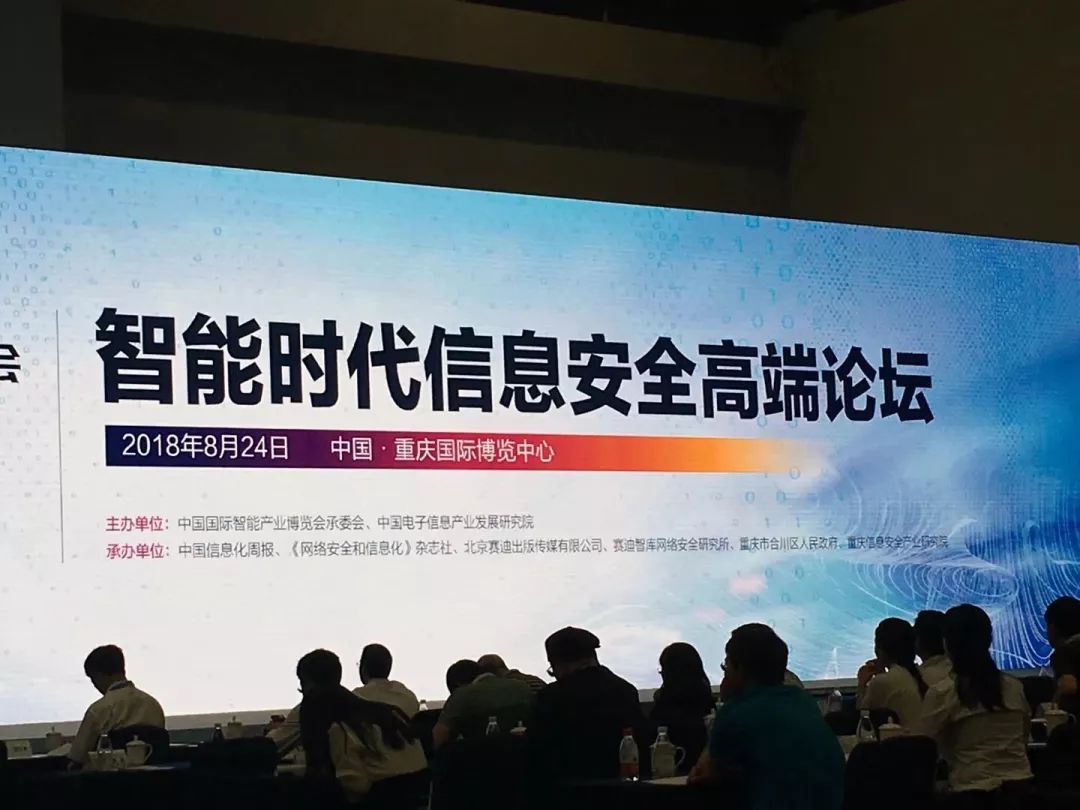 会
智能时代信息安全高端论坛
2018年8月24日 中国·重庆国际博览中心
主办单位：中国国际智能产业博览会承委会、中国电子信息产业发展研究院
承办单位：中国信息化周报、《网络安全和信息化》杂志社、北京赛迪出版传媒有限公司、赛迪智库网络安全研究所、重庆市合川区人民政府、重庆信息安全产业研究院